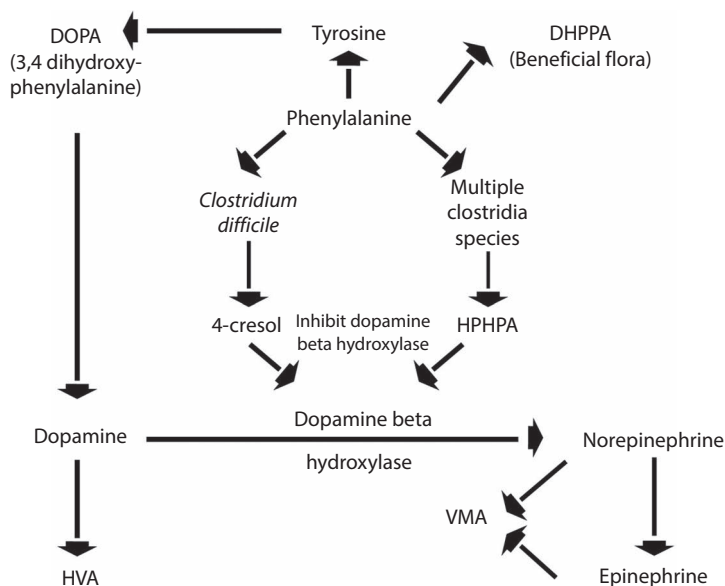 DOPA
(3,4 dihydroxy-
phenylalanine)
Tyrosine
DHPPA
(Beneficial flora)
Phenylalanine
Clostridium
difficile
Multiple
clostridia
species
4-cresol
Inhibit dopamine
beta hydroxylase
HPHPA
Dopamine
Dopamine beta
hydroxylase
Norepinephrine
VMA
HVA
Epinephrine